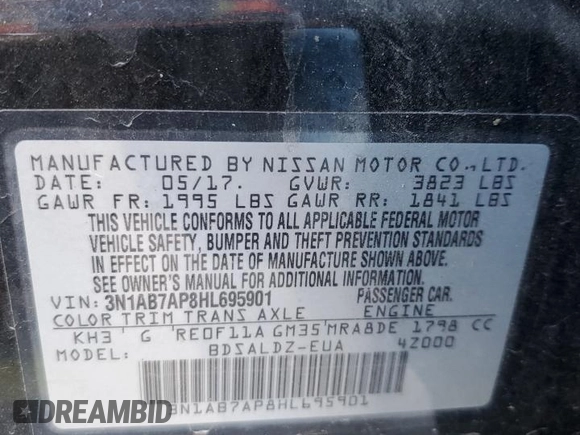 MANUFACTURED BY NISSAN MOTOR CO., LTD.
DATE: 05/17. GVWR: 3823 LBS
GAWR FR: 1995 LBS GAWR RR: 1841 LBS
THIS VEHICLE CONFORMS TO ALL APPLICABLE FEDERAL MOTOR
VEHICLE SAFETY, BUMPER AND THEFT PREVENTION STANDARDS
IN EFFECT ON THE DATE OF MANUFACTURE SHOWN ABOVE.
SEE OWNER'S MANUAL FOR ADDITIONAL INFORMATION.
VIN: 3N1AB7AP8HL695901 PASSENGER CAR.
COLOR TRIM TRANS AXLE ENGINE
KH3 G RE0F11A GM35 MRA8DE 1798 CC
MODEL: BDSALDZ-EUA 4Z000
3N1AB7AP8HL695901
DREAMBID
DREAMBID.COM